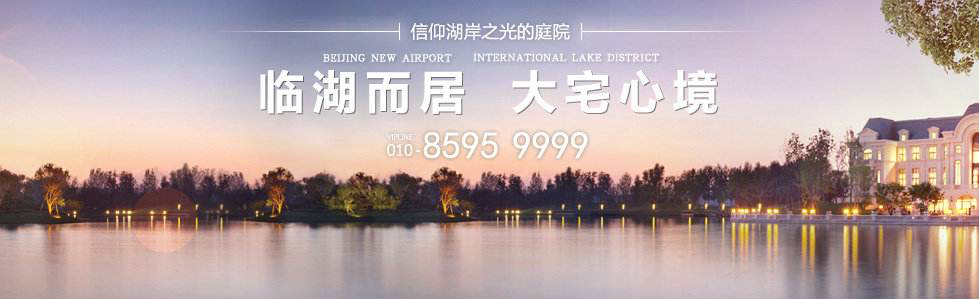 信仰湖岸之光的庭院
BEIJING NEW AIRPORT INTERNATIONAL LAKE DISTRICT
临湖而居 大宅心境
VIPLINE
010-8595 9999